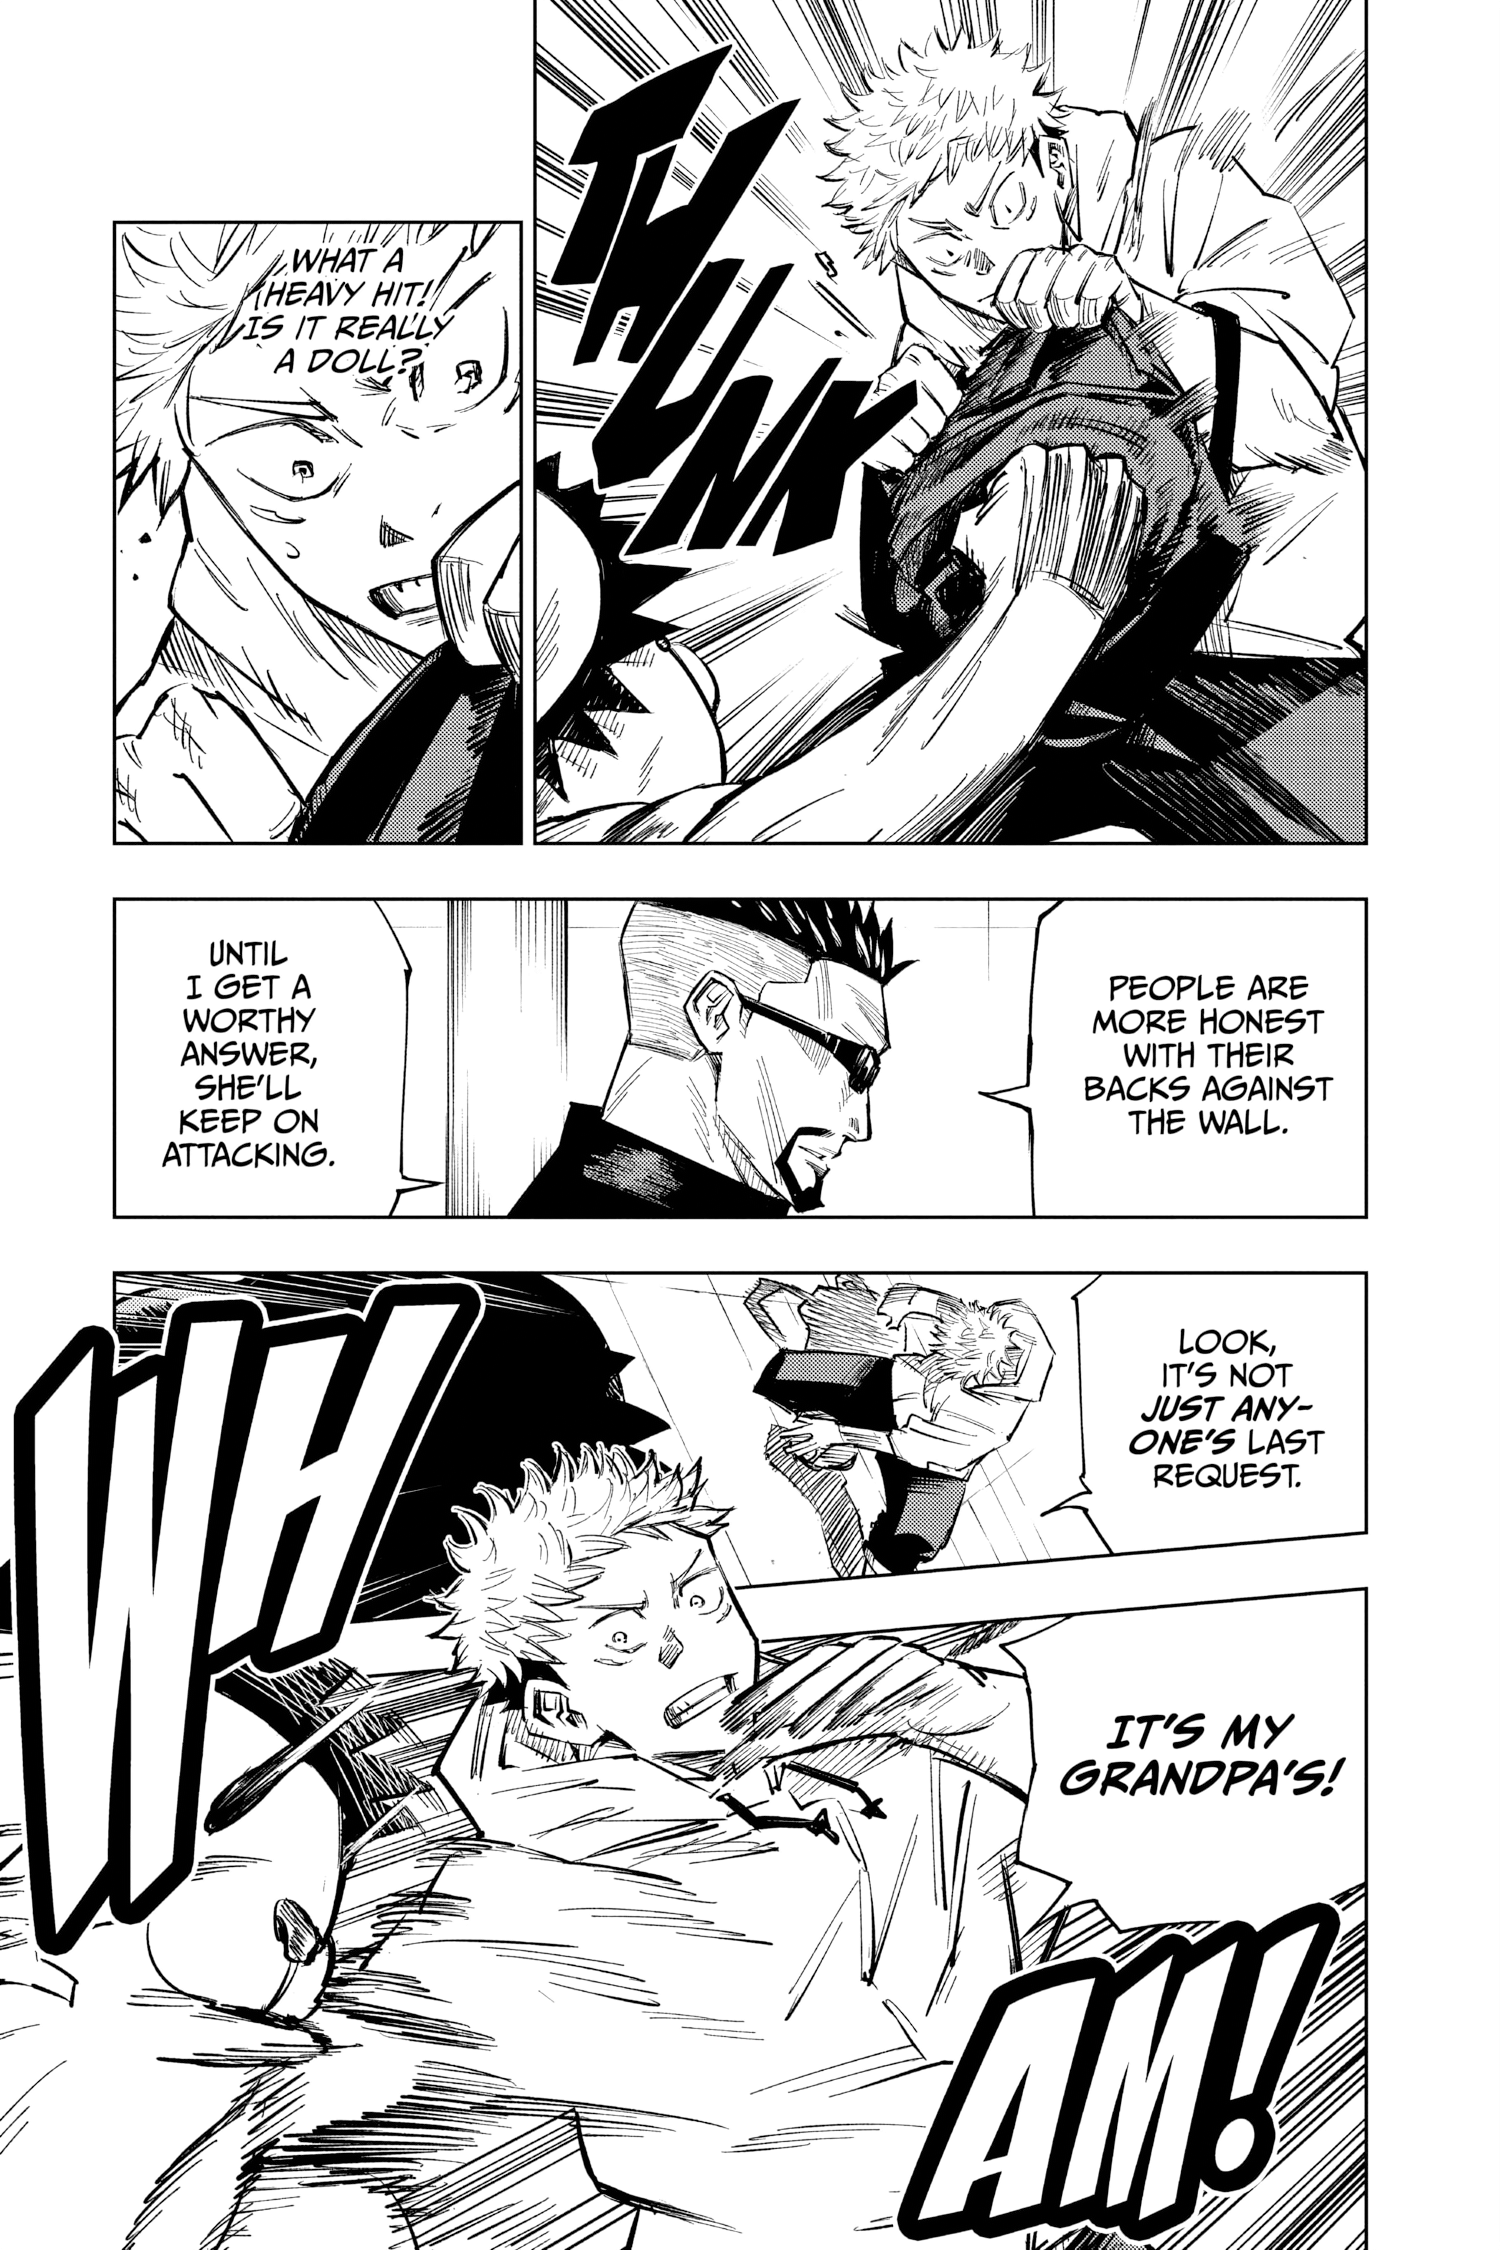 THUNK
WHAT A
HEAVY HIT!
IS IT REALLY
A DOLL?
PEOPLE ARE
MORE HONEST
WITH THEIR
BACKS AGAINST
THE WALL.
UNTIL
I GET A
WORTHY
ANSWER,
SHE'LL
KEEP ON
ATTACKING.
LOOK,
IT'S NOT
JUST ANY-
ONE'S LAST
REQUEST.
IT'S MY
GRANDPA'S!
WH
AM!